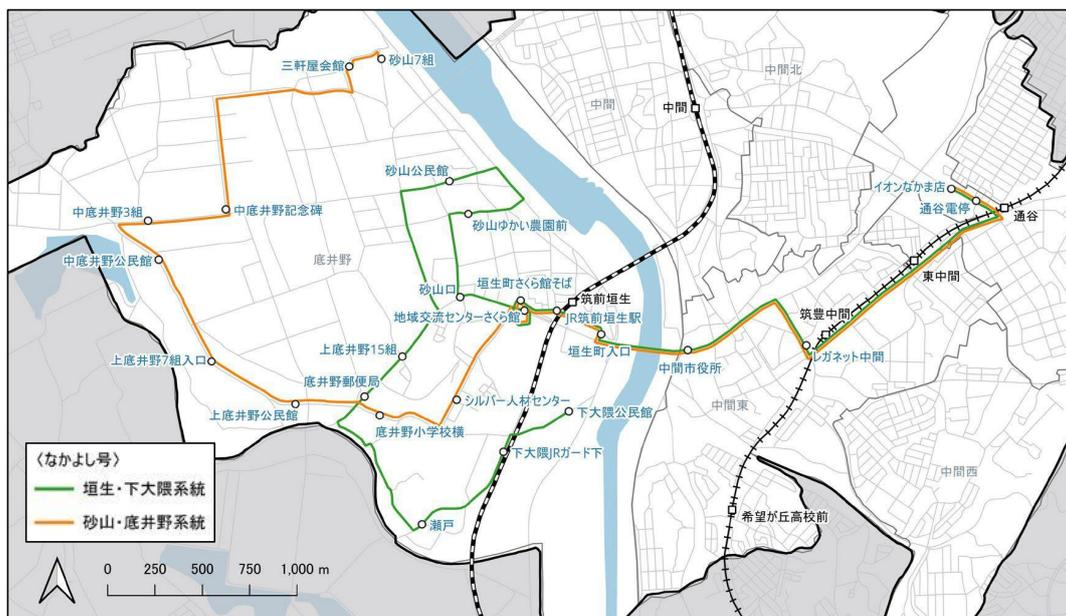 砂山7組
三軒屋会館
中間北
中間
中間
砂山公民館
イオンなかま店
通谷電停
通谷
中底井野3組
中底井野記念碑
砂山ゆかい農園前
底井野
中底井野公民館
東中間
垣生町さくら館そば
砂山口
筑前垣生
地域交流センターさくら館
JR筑前垣生駅
筑豊中間
垣生町入口
レガネット中間
上底井野15組
上底井野7組入口
中間市役所
底井野郵便局
シルバー人材センター
中間東
上底井野公民館
下大隈公民館
底井野小学校横
下大隈JRガード下
中間西
〈なかよし号〉
垣生・下大隈系統
砂山・底井野系統
希望が丘高校前
瀬戸
0 250 500 750 1,000 m